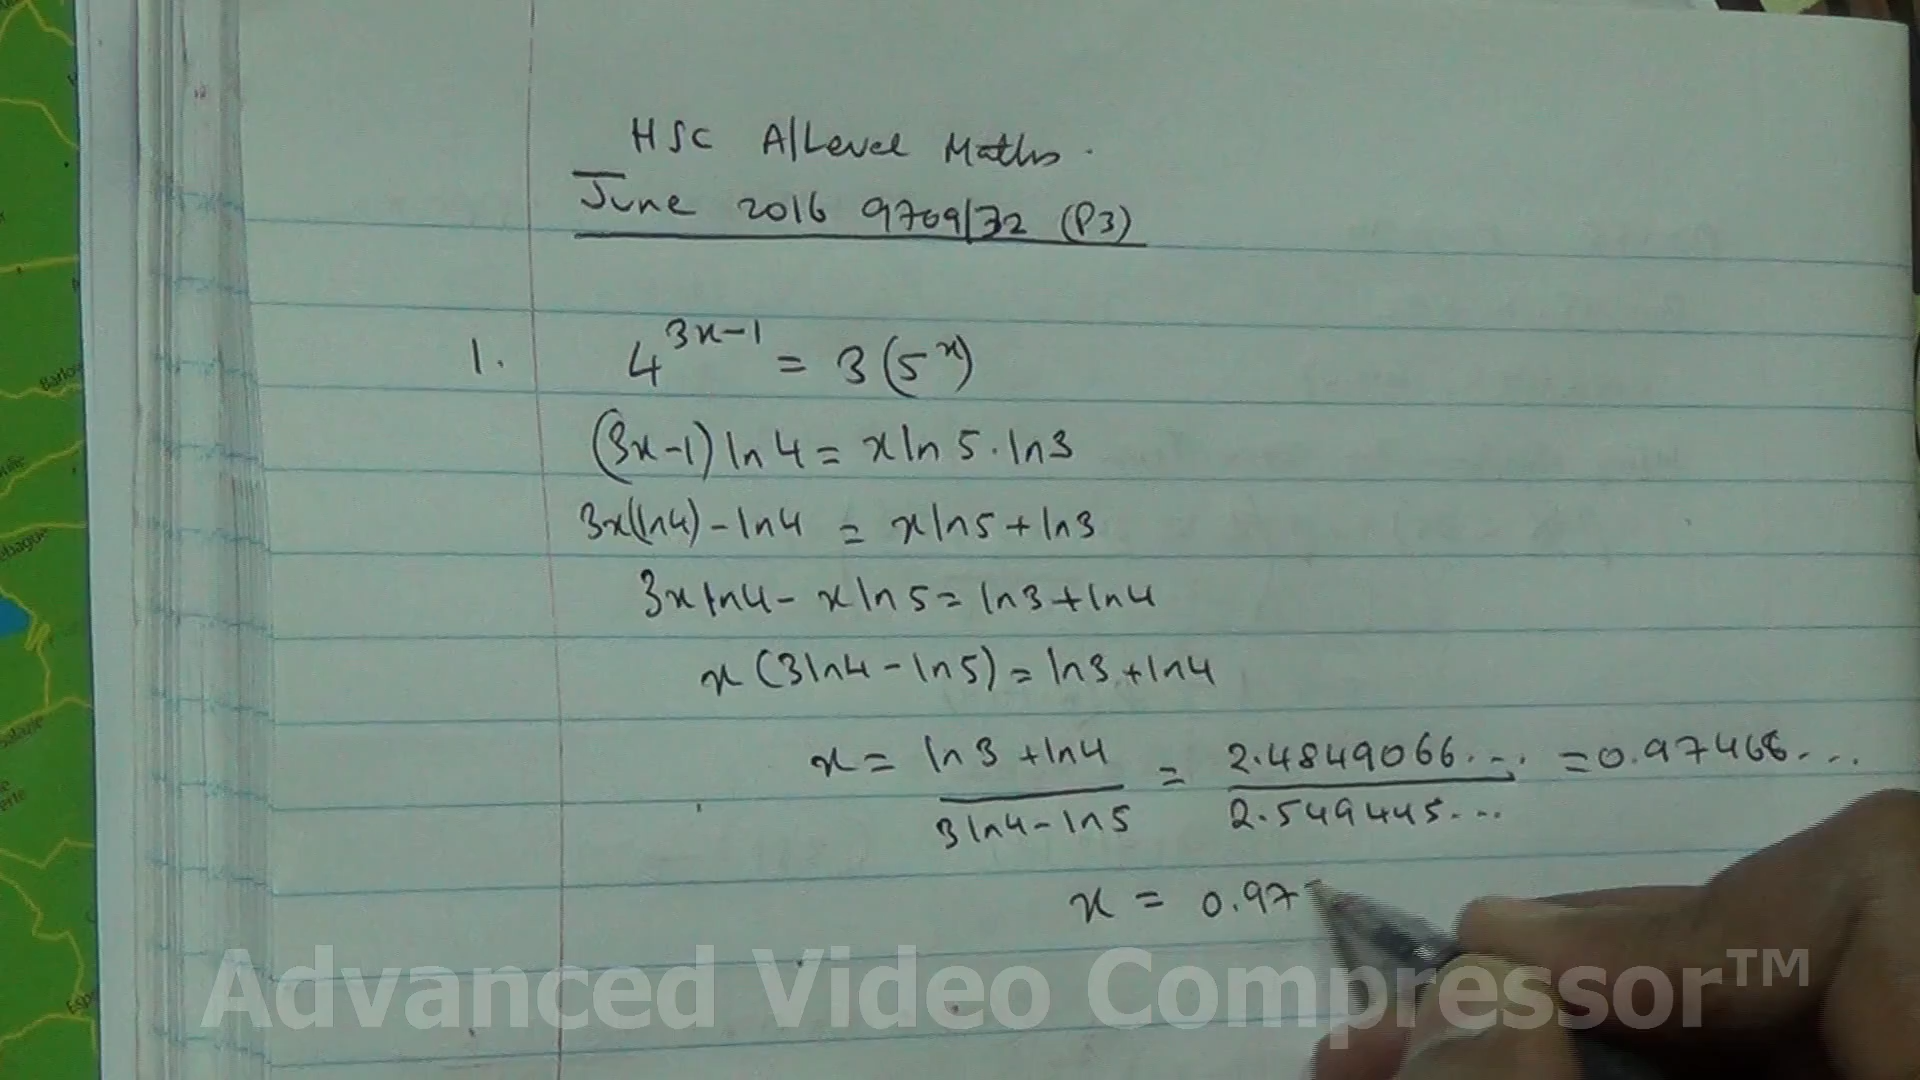 HSC A/Level Maths.
June 2016 9709/32 (P3)
1. 4^(3x-1) = 3(5^x)
(3x-1) ln 4 = x ln 5 . ln 3
3x(ln4) - ln4 = x ln5 + ln3
3x ln4 - x ln5 = ln3 + ln4
x (3ln4 - ln5) = ln3 + ln4
x = ln3 + ln4 / 3ln4 - ln5 = 2.4849066... / 2.549445... = 0.97468...
x = 0.97
Advanced Video Compressor™